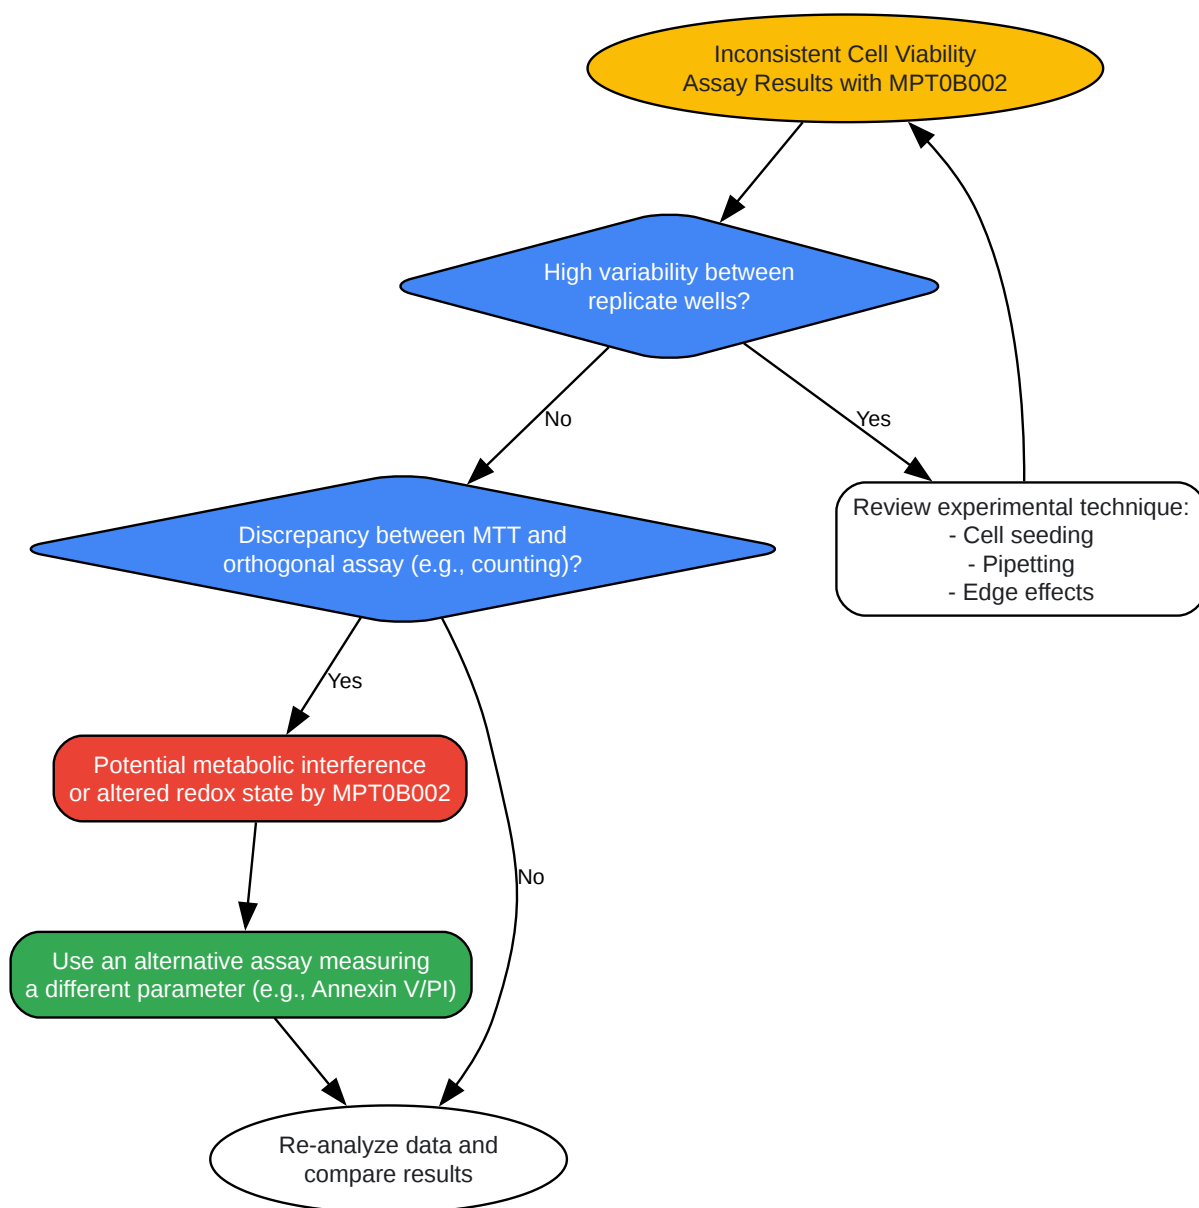 Inconsistent Cell Viability
Assay Results with MPT0B002
High variability between
replicate wells?
No
Yes
Review experimental technique:
- Cell seeding
- Pipetting
- Edge effects
Discrepancy between MTT and
orthogonal assay (e.g., counting)?
Yes
No
Potential metabolic interference
or altered redox state by MPT0B002
Use an alternative assay measuring
a different parameter (e.g., Annexin V/PI)
Re-analyze data and
compare results